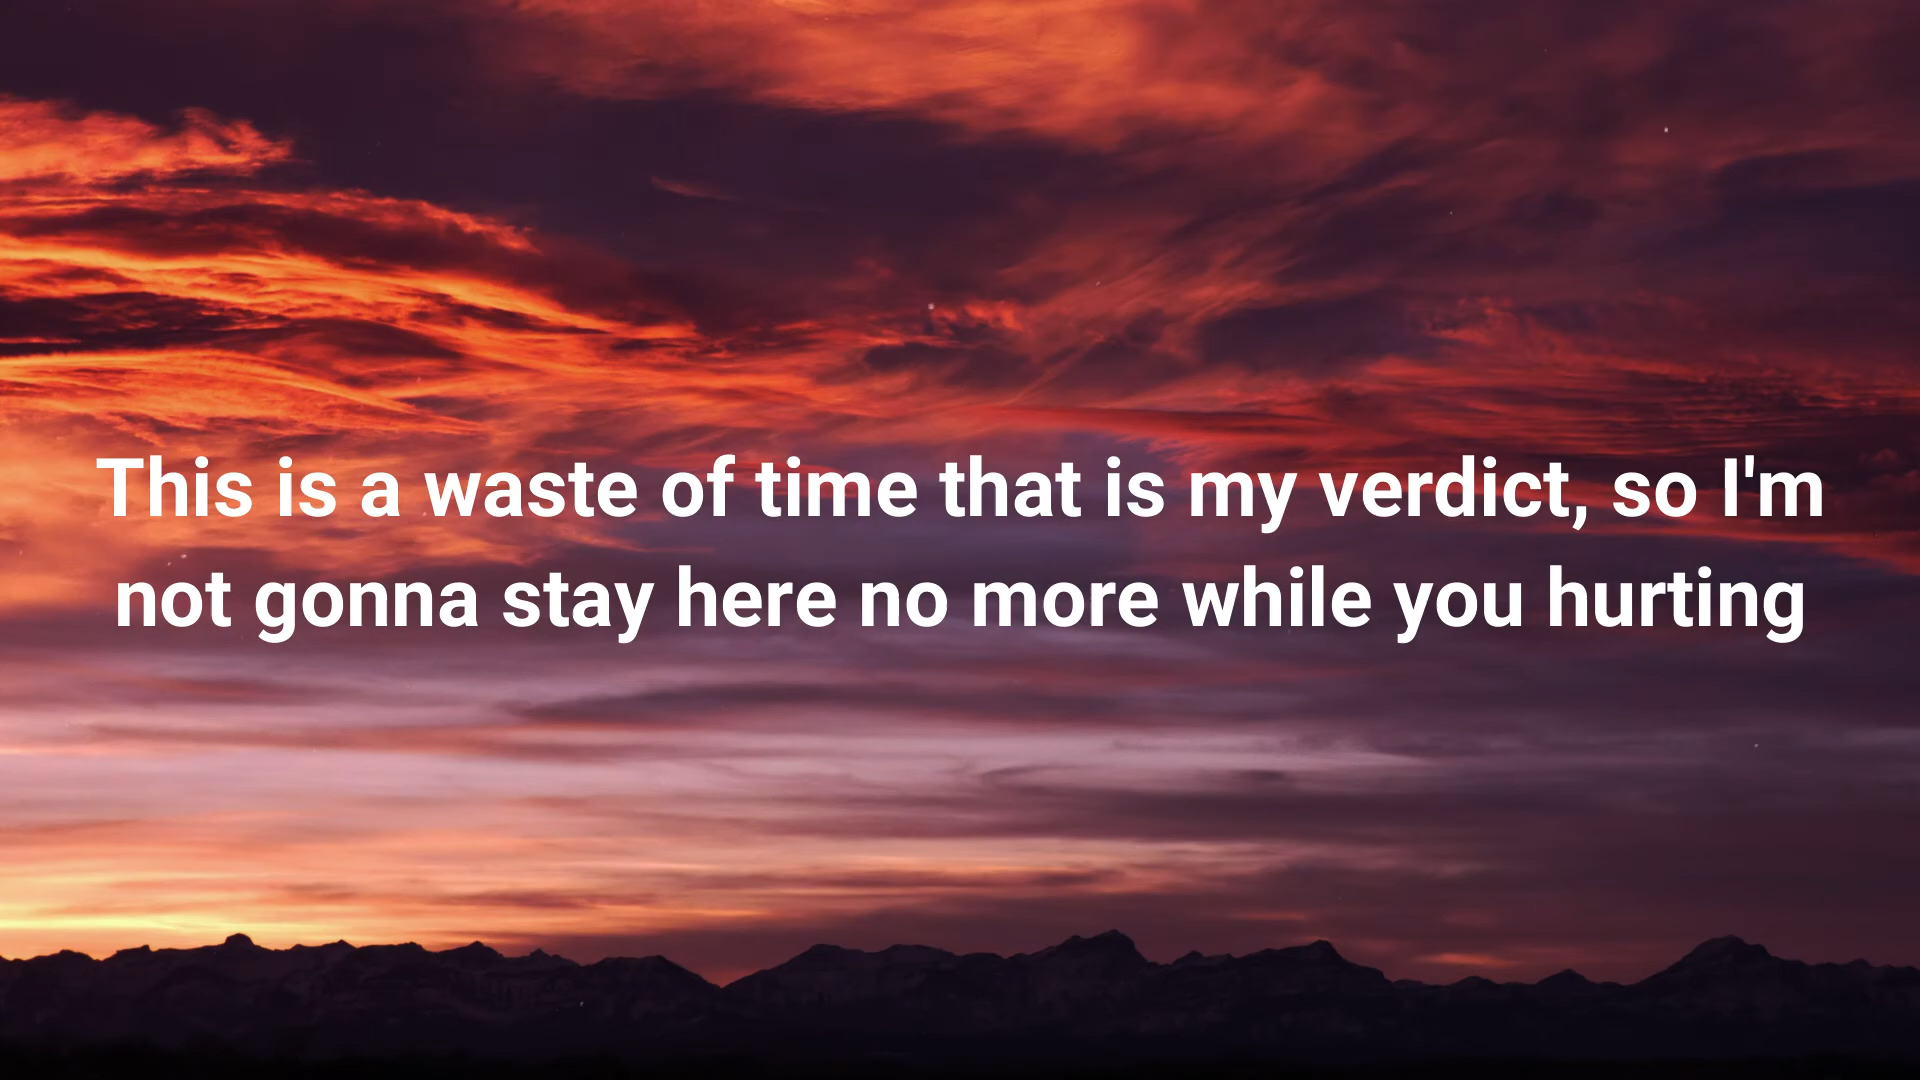 This is a waste of time that is my verdict, so I'm
not gonna stay here no more while you hurting